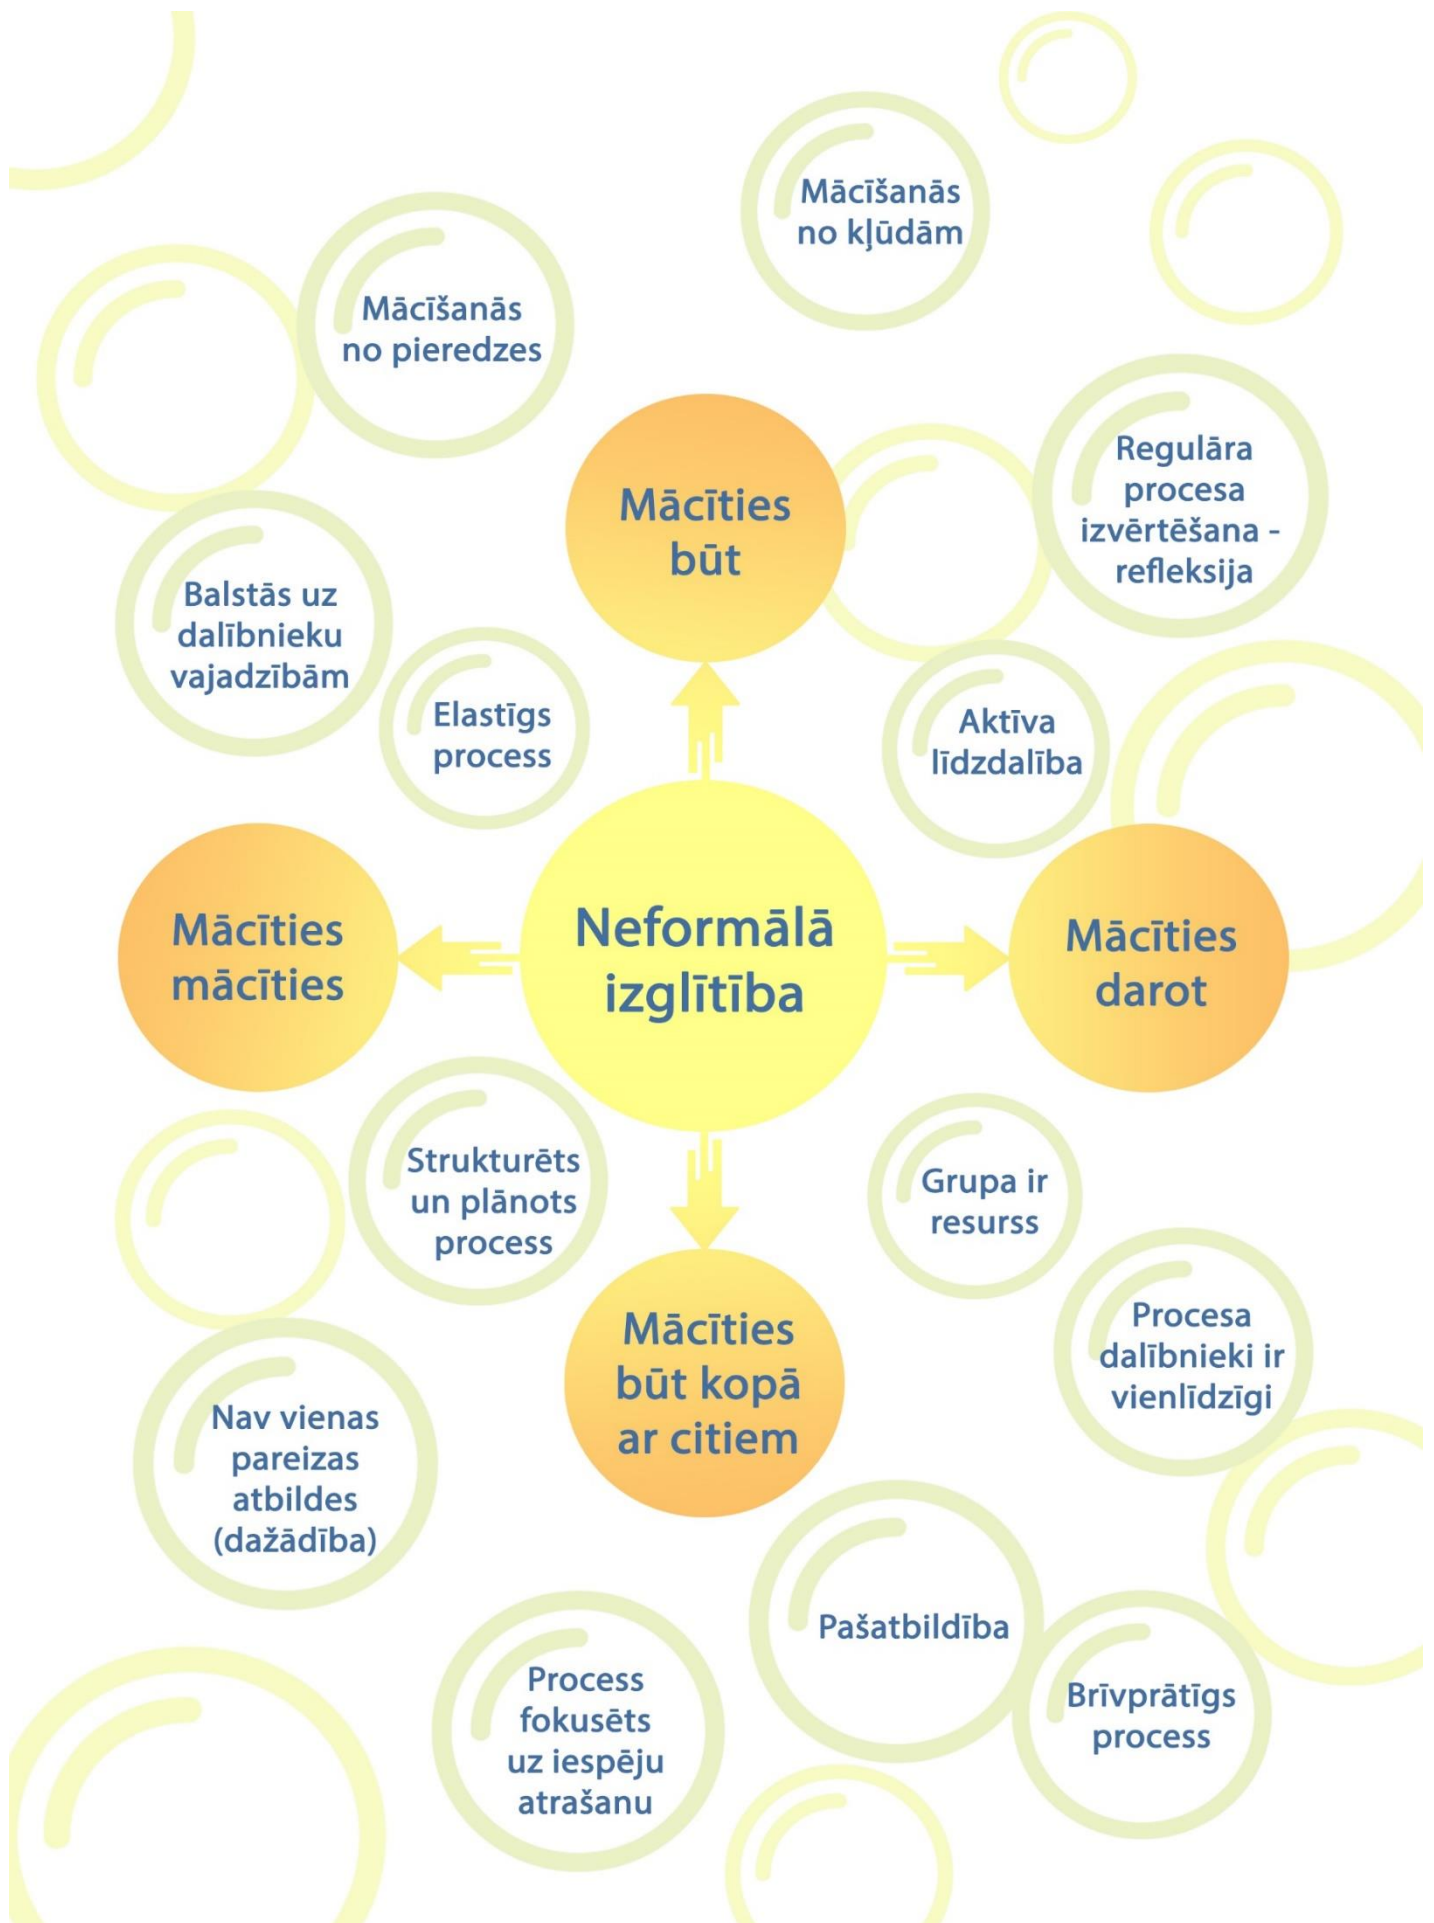 Mācīšanās
no kļūdām
Mācīšanās
no pieredzes
Regulāra
procesa
izvērtēšana -
refleksija
Mācīties
būt
Balstās uz
dalībnieku
vajadzībām
Elastīgs
process
Aktīva
līdzdalība
Mācīties
mācīties
Neformālā
izglītība
Mācīties
darot
Strukturēts
un plānots
process
Grupa ir
resurss
Mācīties
būt kopā
ar citiem
Procesa
dalībnieki ir
vienlīdzīgi
Nav vienas
pareizas
atbildes
(dažādība)
Pašatbildība
Process
fokusēts
uz iespēju
atrašanu
Brīvprātīgs
process